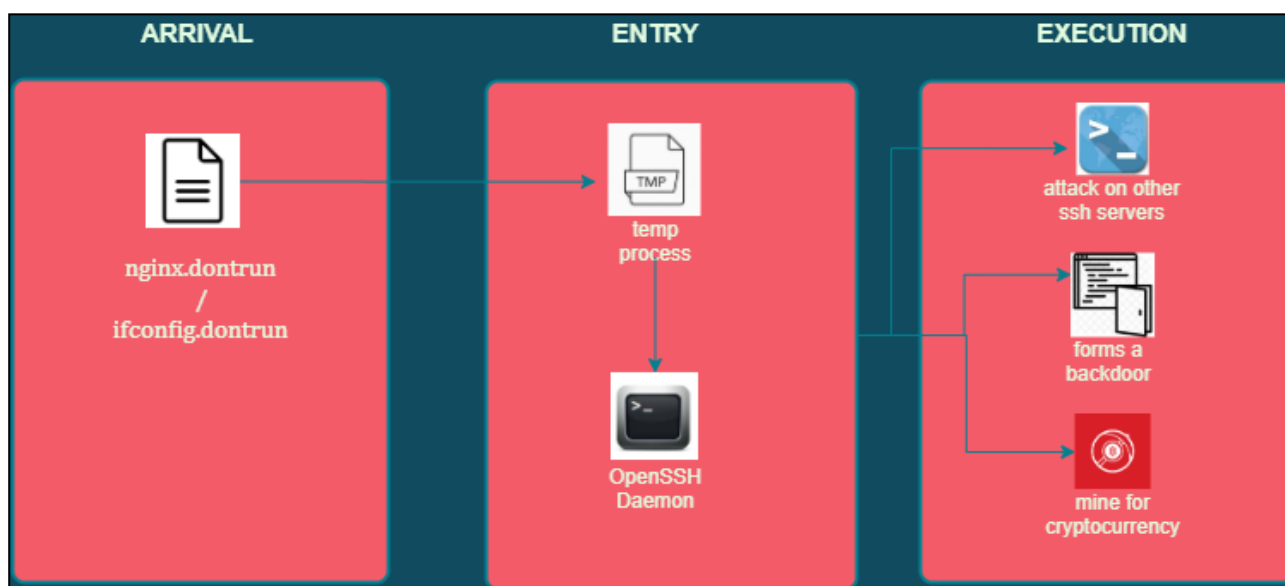 ARRIVAL
ENTRY
EXECUTION
nginx.dontrun
/
ifconfig.dontrun
TMP
temp
process
>_
OpenSSH
Daemon
>_
attack on other
ssh servers
forms a
backdoor
mine for
cryptocurrency